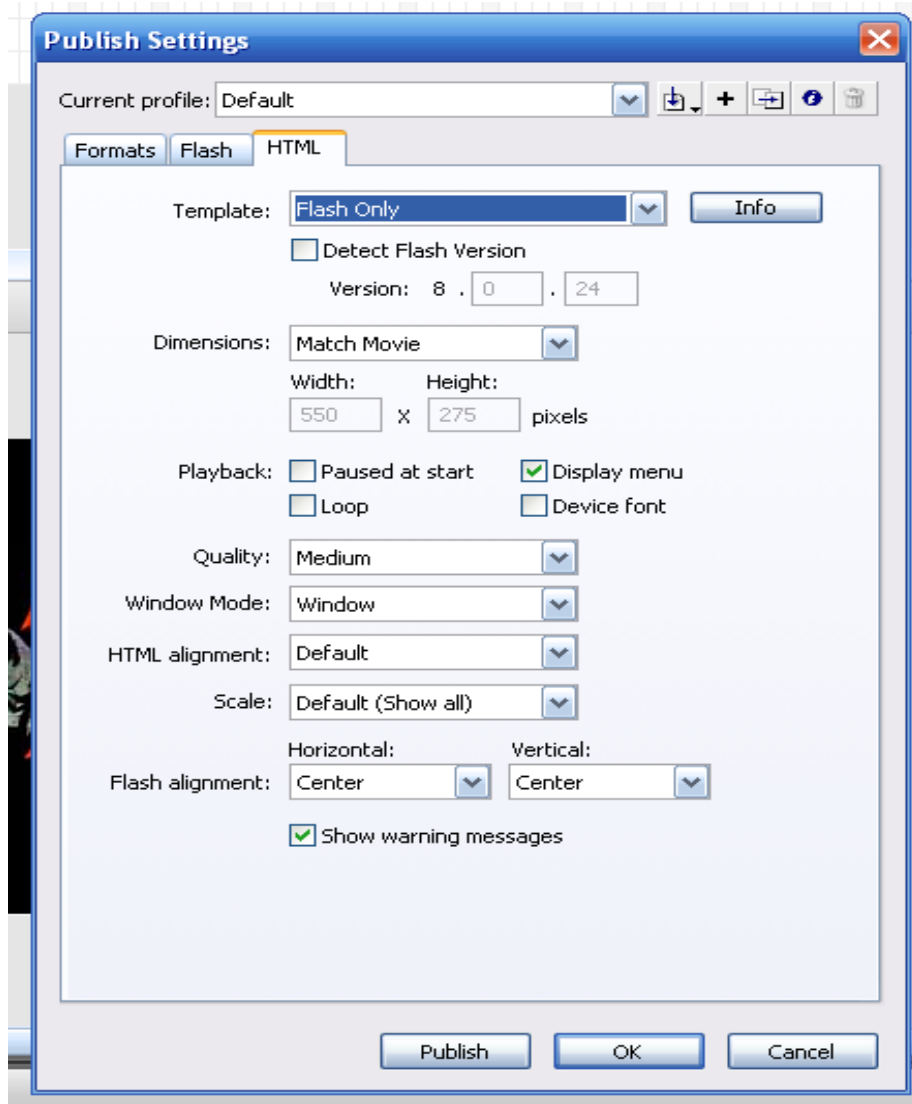 Publish Settings
Current profile: Default
Formats Flash HTML
Template: Flash Only Info
Detect Flash Version
Version: 8 . 0 . 24
Dimensions: Match Movie
Width: Height:
550 X 275 pixels
Playback: Paused at start Display menu
Loop Device font
Quality: Medium
Window Mode: Window
HTML alignment: Default
Scale: Default (Show all)
Horizontal: Vertical:
Flash alignment: Center Center
Show warning messages
Publish OK Cancel